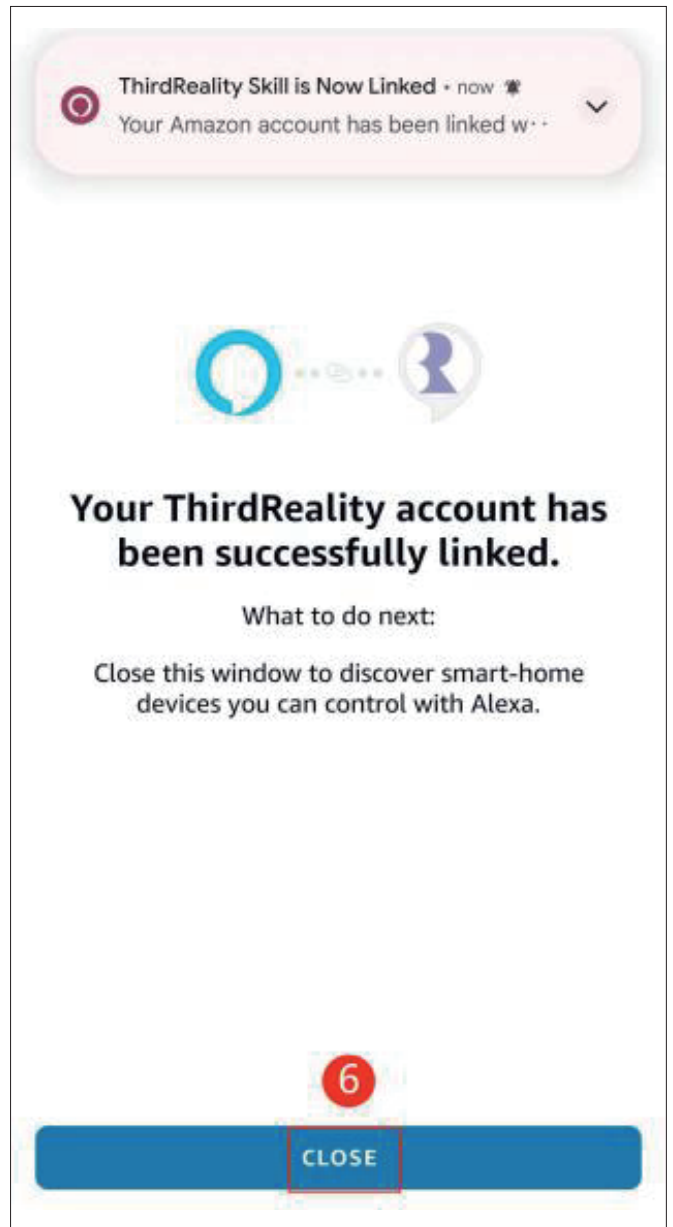 ThirdReality Skill is Now Linked • now
Your Amazon account has been linked w··
Your ThirdReality account has
been successfully linked.
What to do next:
Close this window to discover smart-home
devices you can control with Alexa.
6
CLOSE